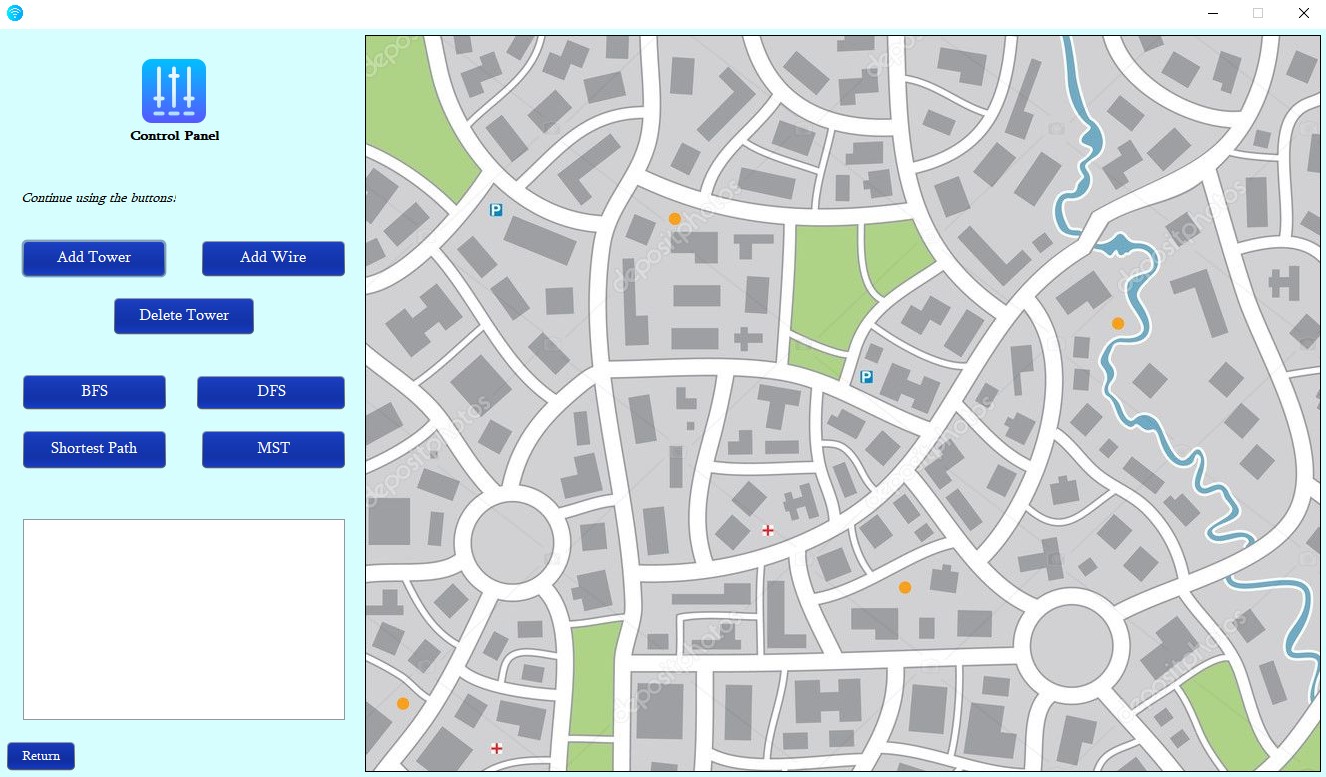 Control Panel
Continue using the buttons!
Add Tower
Add Wire
Delete Tower
BFS
DFS
Shortest Path
MST
Return
P
P
depositphotos
depositphotos
depositphotos
depositphotos
depositphotos
depositphotos
depositphotos